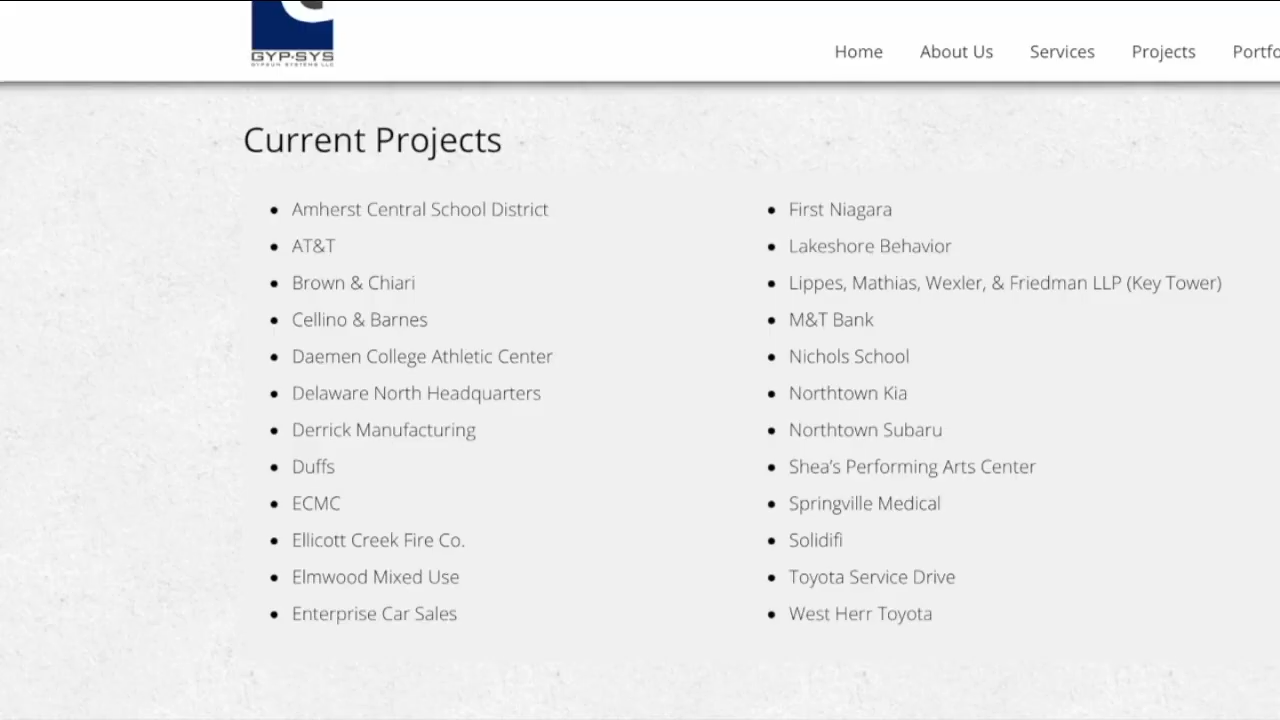 GYP-SYS
GYPSUM SYSTEMS LLC
Home
About Us
Services
Projects
Current Projects
Amherst Central School District
AT&T
Brown & Chiari
Cellino & Barnes
Daemen College Athletic Center
Delaware North Headquarters
Derrick Manufacturing
Duffs
ECMC
Ellicott Creek Fire Co.
Elmwood Mixed Use
Enterprise Car Sales
First Niagara
Lakeshore Behavior
Lippes, Mathias, Wexler, & Friedman LLP (Key Tower)
M&T Bank
Nichols School
Northtown Kia
Northtown Subaru
Shea’s Performing Arts Center
Springville Medical
Solidifi
Toyota Service Drive
West Herr Toyota